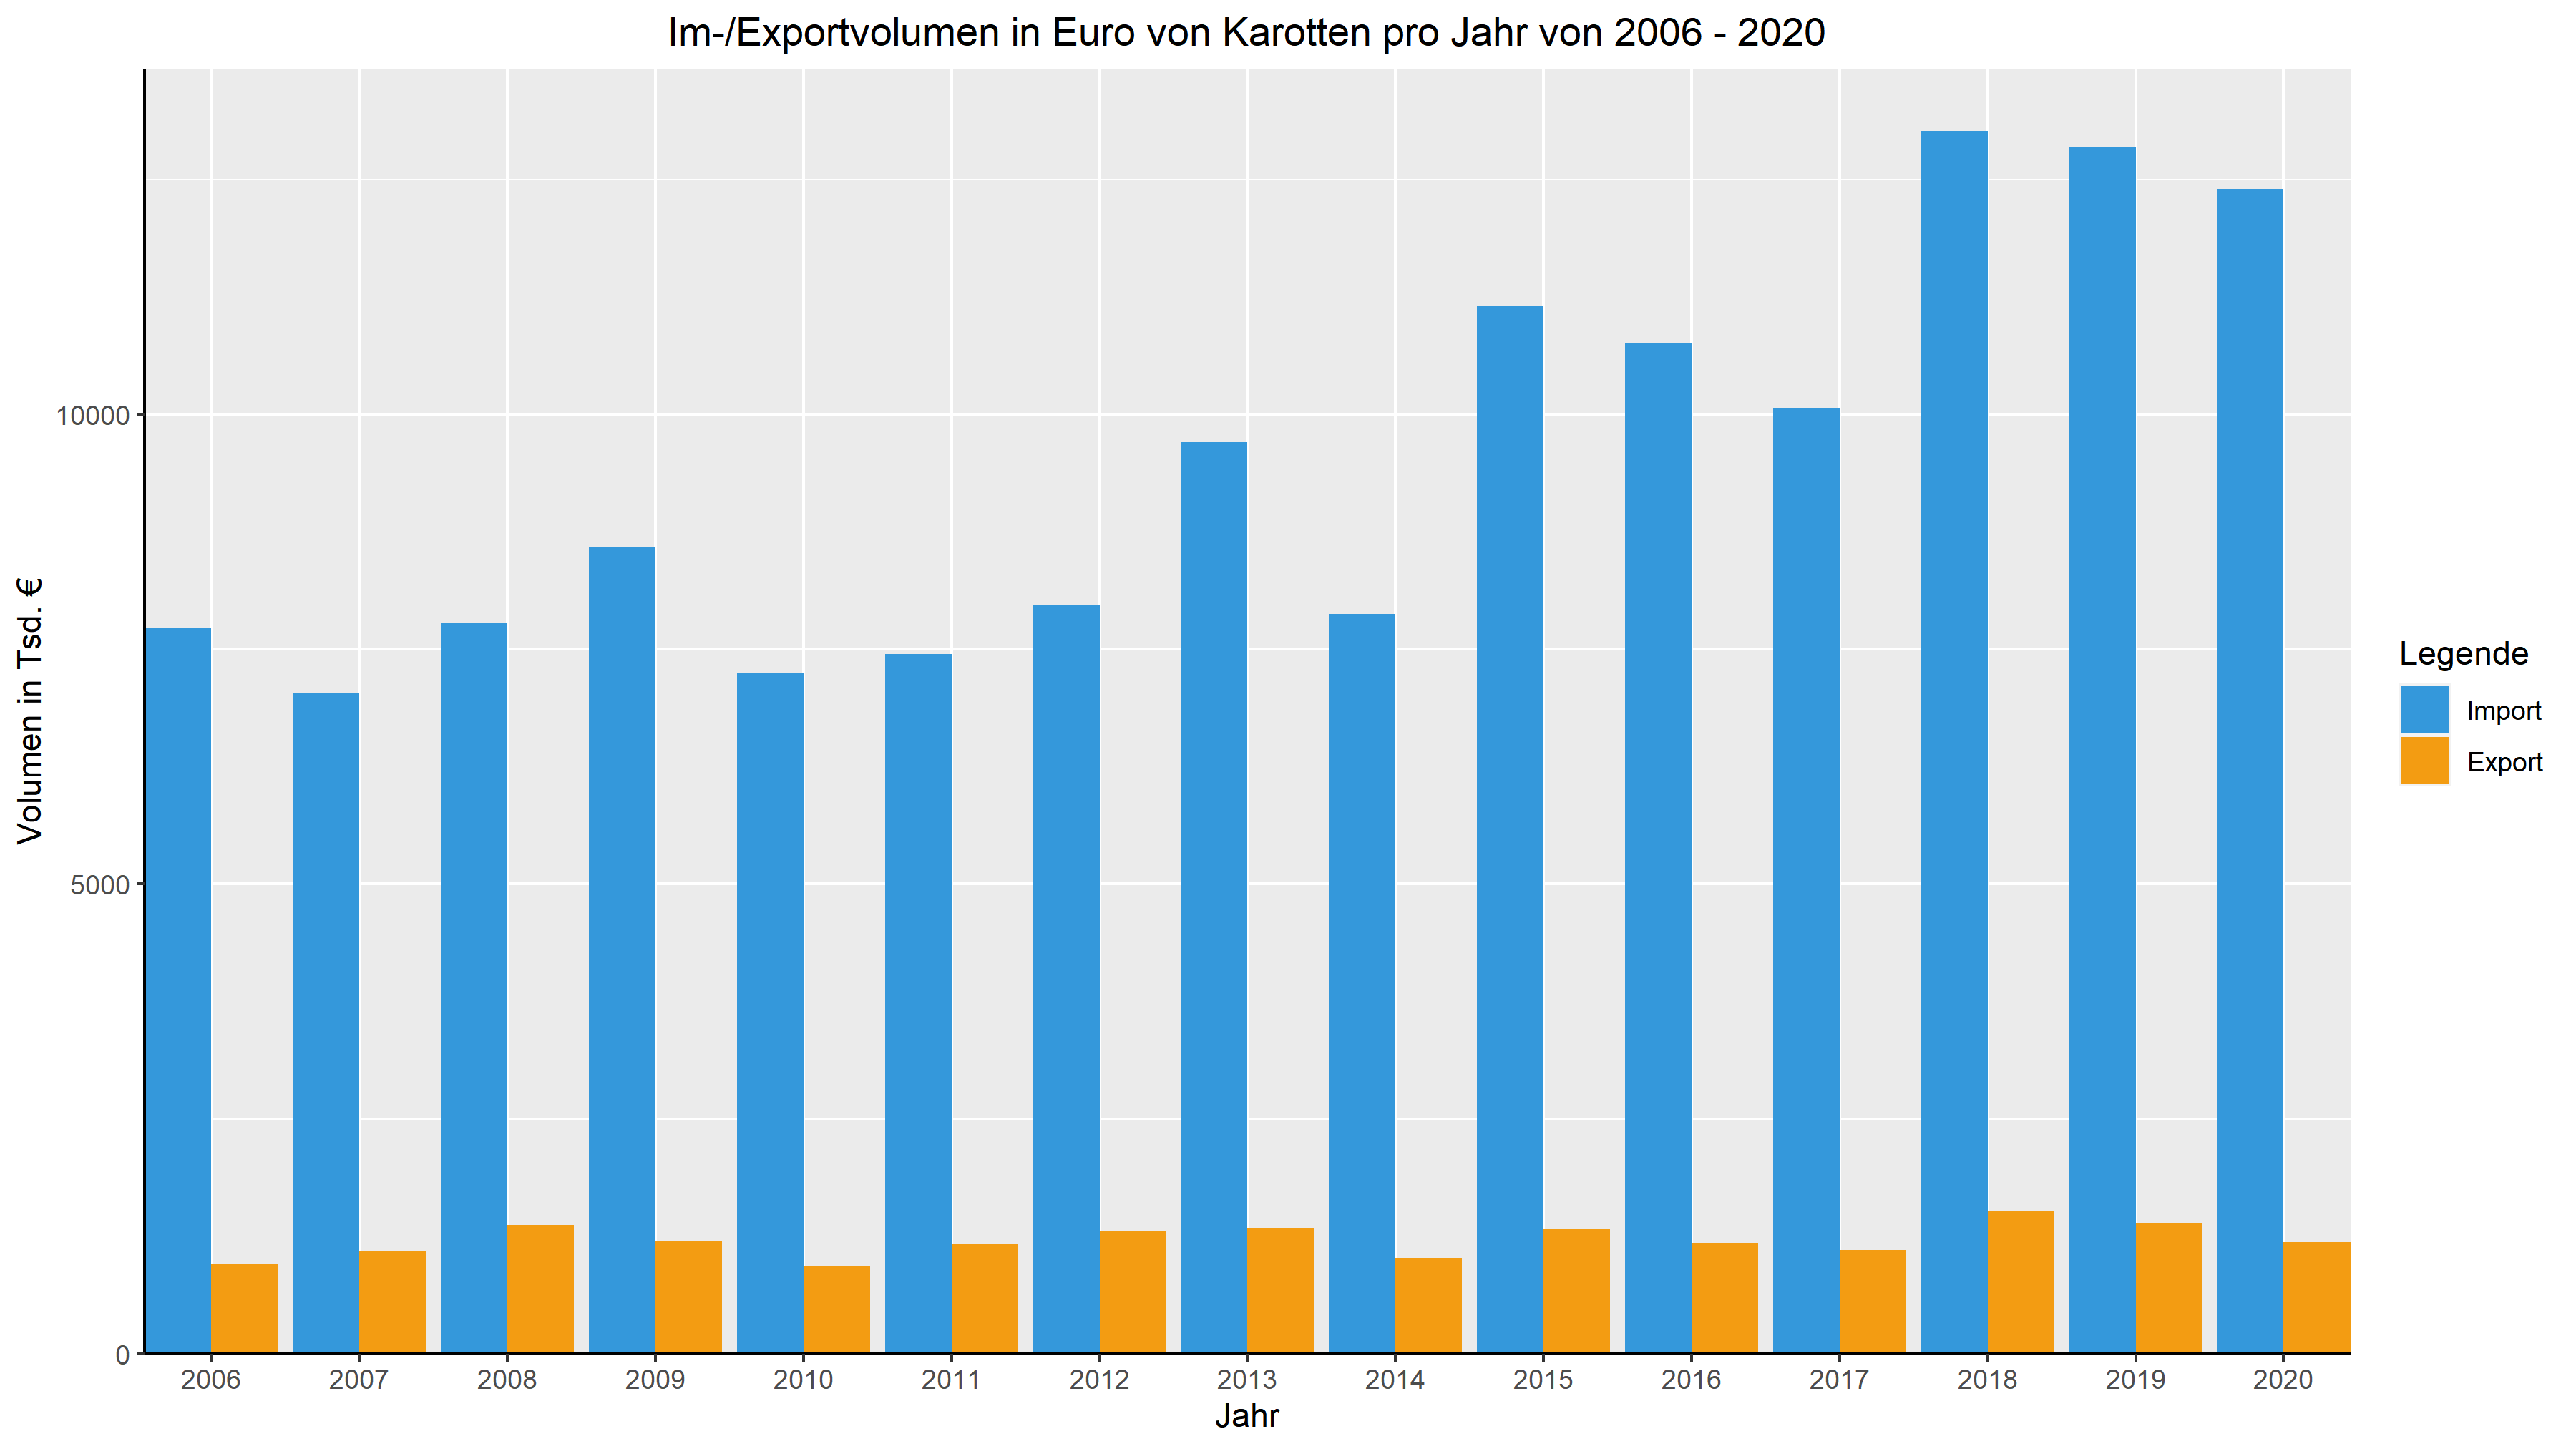 Im-/Exportvolumen in Euro von Karotten pro Jahr von 2006 - 2020
Volumen in Tsd. €
10000
5000
0
2006 2007 2008 2009 2010 2011 2012 2013 2014 2015 2016 2017 2018 2019 2020
Jahr
Legende
Import
Export